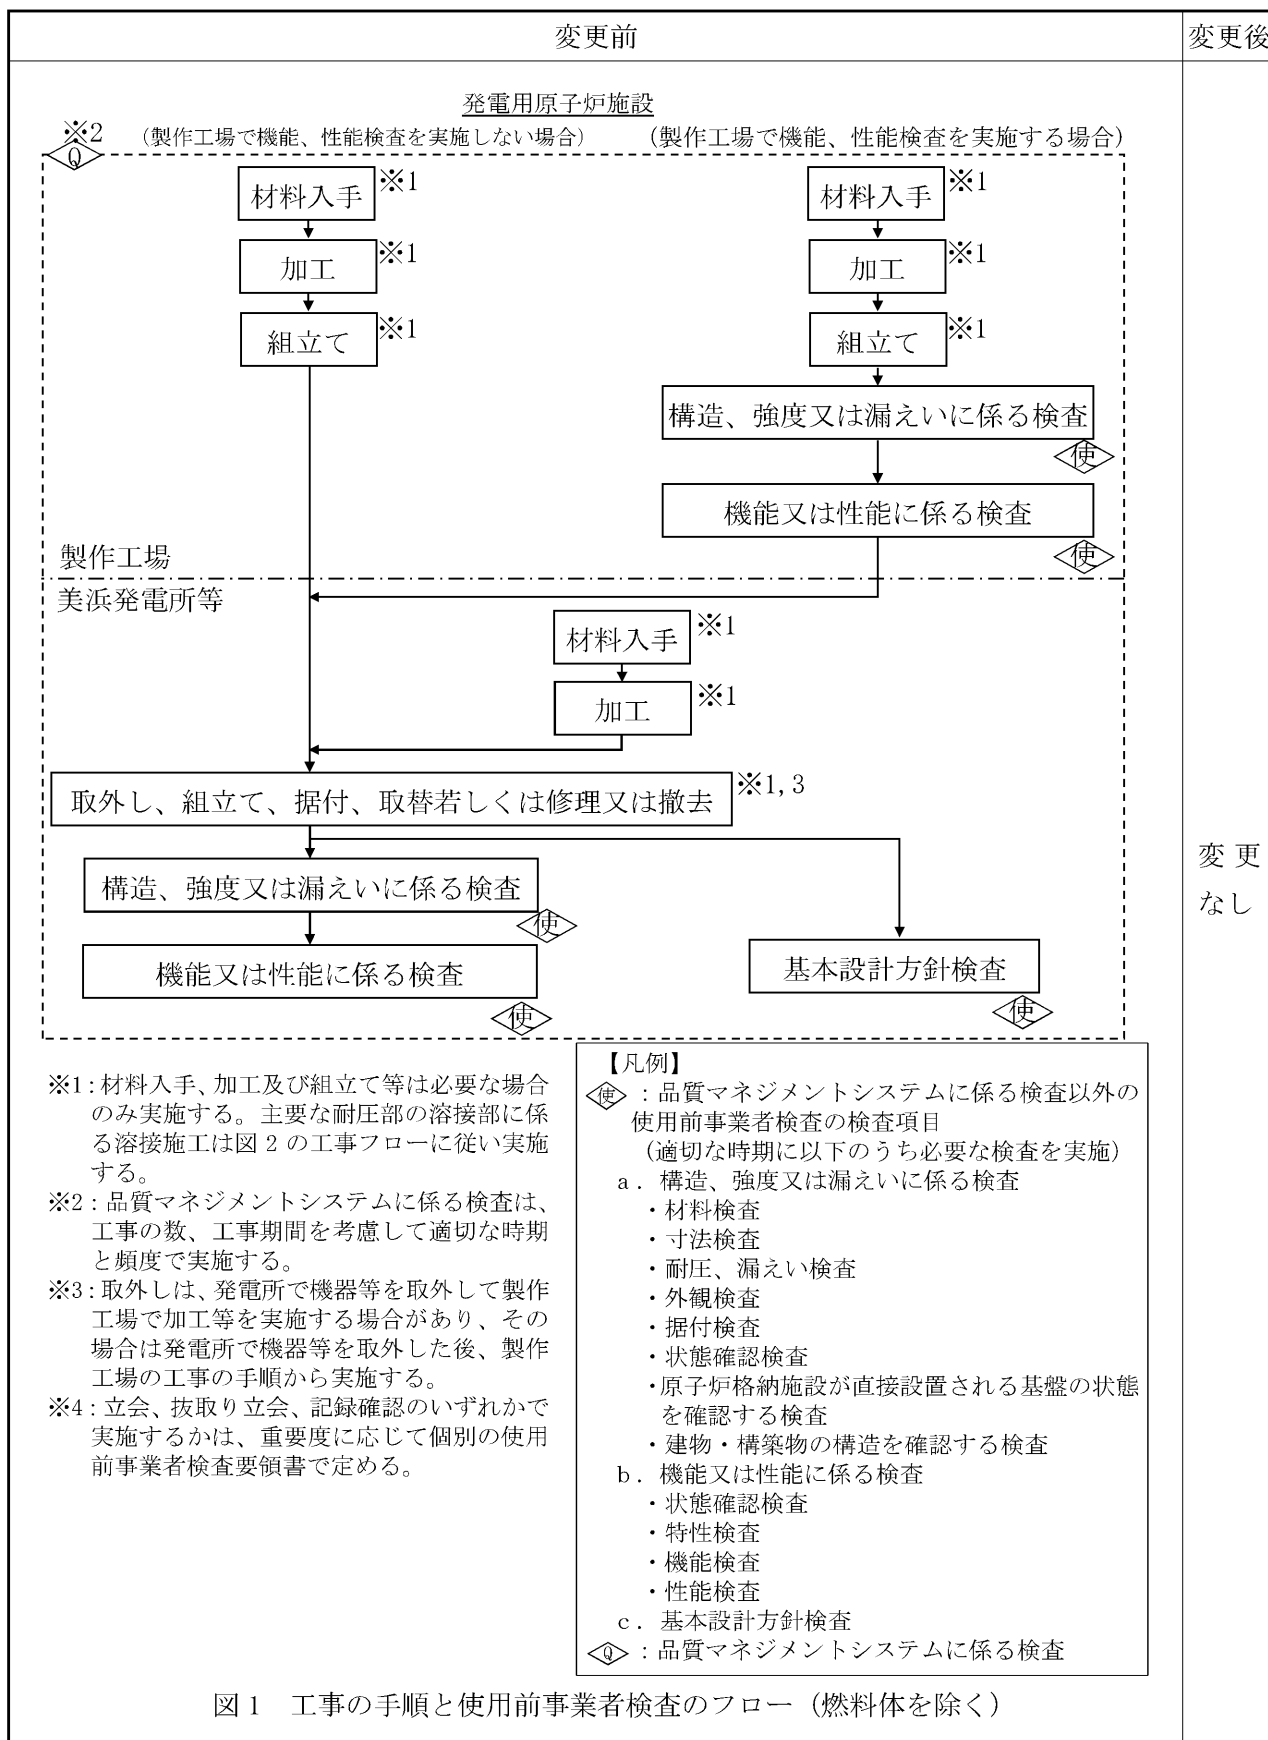 変更前
変更後
発電用原子炉施設
※2
(製作工場で機能、性能検査を実施しない場合)
(製作工場で機能、性能検査を実施する場合)
Q
材料入手
※1
材料入手
※1
加工
※1
加工
※1
組立て
※1
組立て
※1
構造、強度又は漏えいに係る検査
使
機能又は性能に係る検査
使
製作工場
美浜発電所等
材料入手
※1
加工
※1
取外し、組立て、据付、取替若しくは修理又は撤去
※1,3
構造、強度又は漏えいに係る検査
使
機能又は性能に係る検査
使
基本設計方針検査
使
変更
なし
※1:材料入手、加工及び組立て等は必要な場合
のみ実施する。主要な耐圧部の溶接部に係
る溶接施工は図2の工事フローに従い実施
する。
※2:品質マネジメントシステムに係る検査は、
工事の数、工事期間を考慮して適切な時期
と頻度で実施する。
※3:取外しは、発電所で機器等を取外して製作
工場で加工等を実施する場合があり、その
場合は発電所で機器等を取外した後、製作
工場の工事の手順から実施する。
※4:立会、抜取り立会、記録確認のいずれかで
実施するかは、重要度に応じて個別の使用
前事業者検査要領書で定める。
【凡例】
使:品質マネジメントシステムに係る検査以外の
使用前事業者検査の検査項目
(適切な時期に以下のうち必要な検査を実施)
a.構造、強度又は漏えいに係る検査
・材料検査
・寸法検査
・耐圧、漏えい検査
・外観検査
・据付検査
・状態確認検査
・原子炉格納施設が直接設置される基盤の状態
を確認する検査
・建物・構築物の構造を確認する検査
b.機能又は性能に係る検査
・状態確認検査
・特性検査
・機能検査
・性能検査
c.基本設計方針検査
Q:品質マネジメントシステムに係る検査
図1 工事の手順と使用前事業者検査のフロー(燃料体を除く)